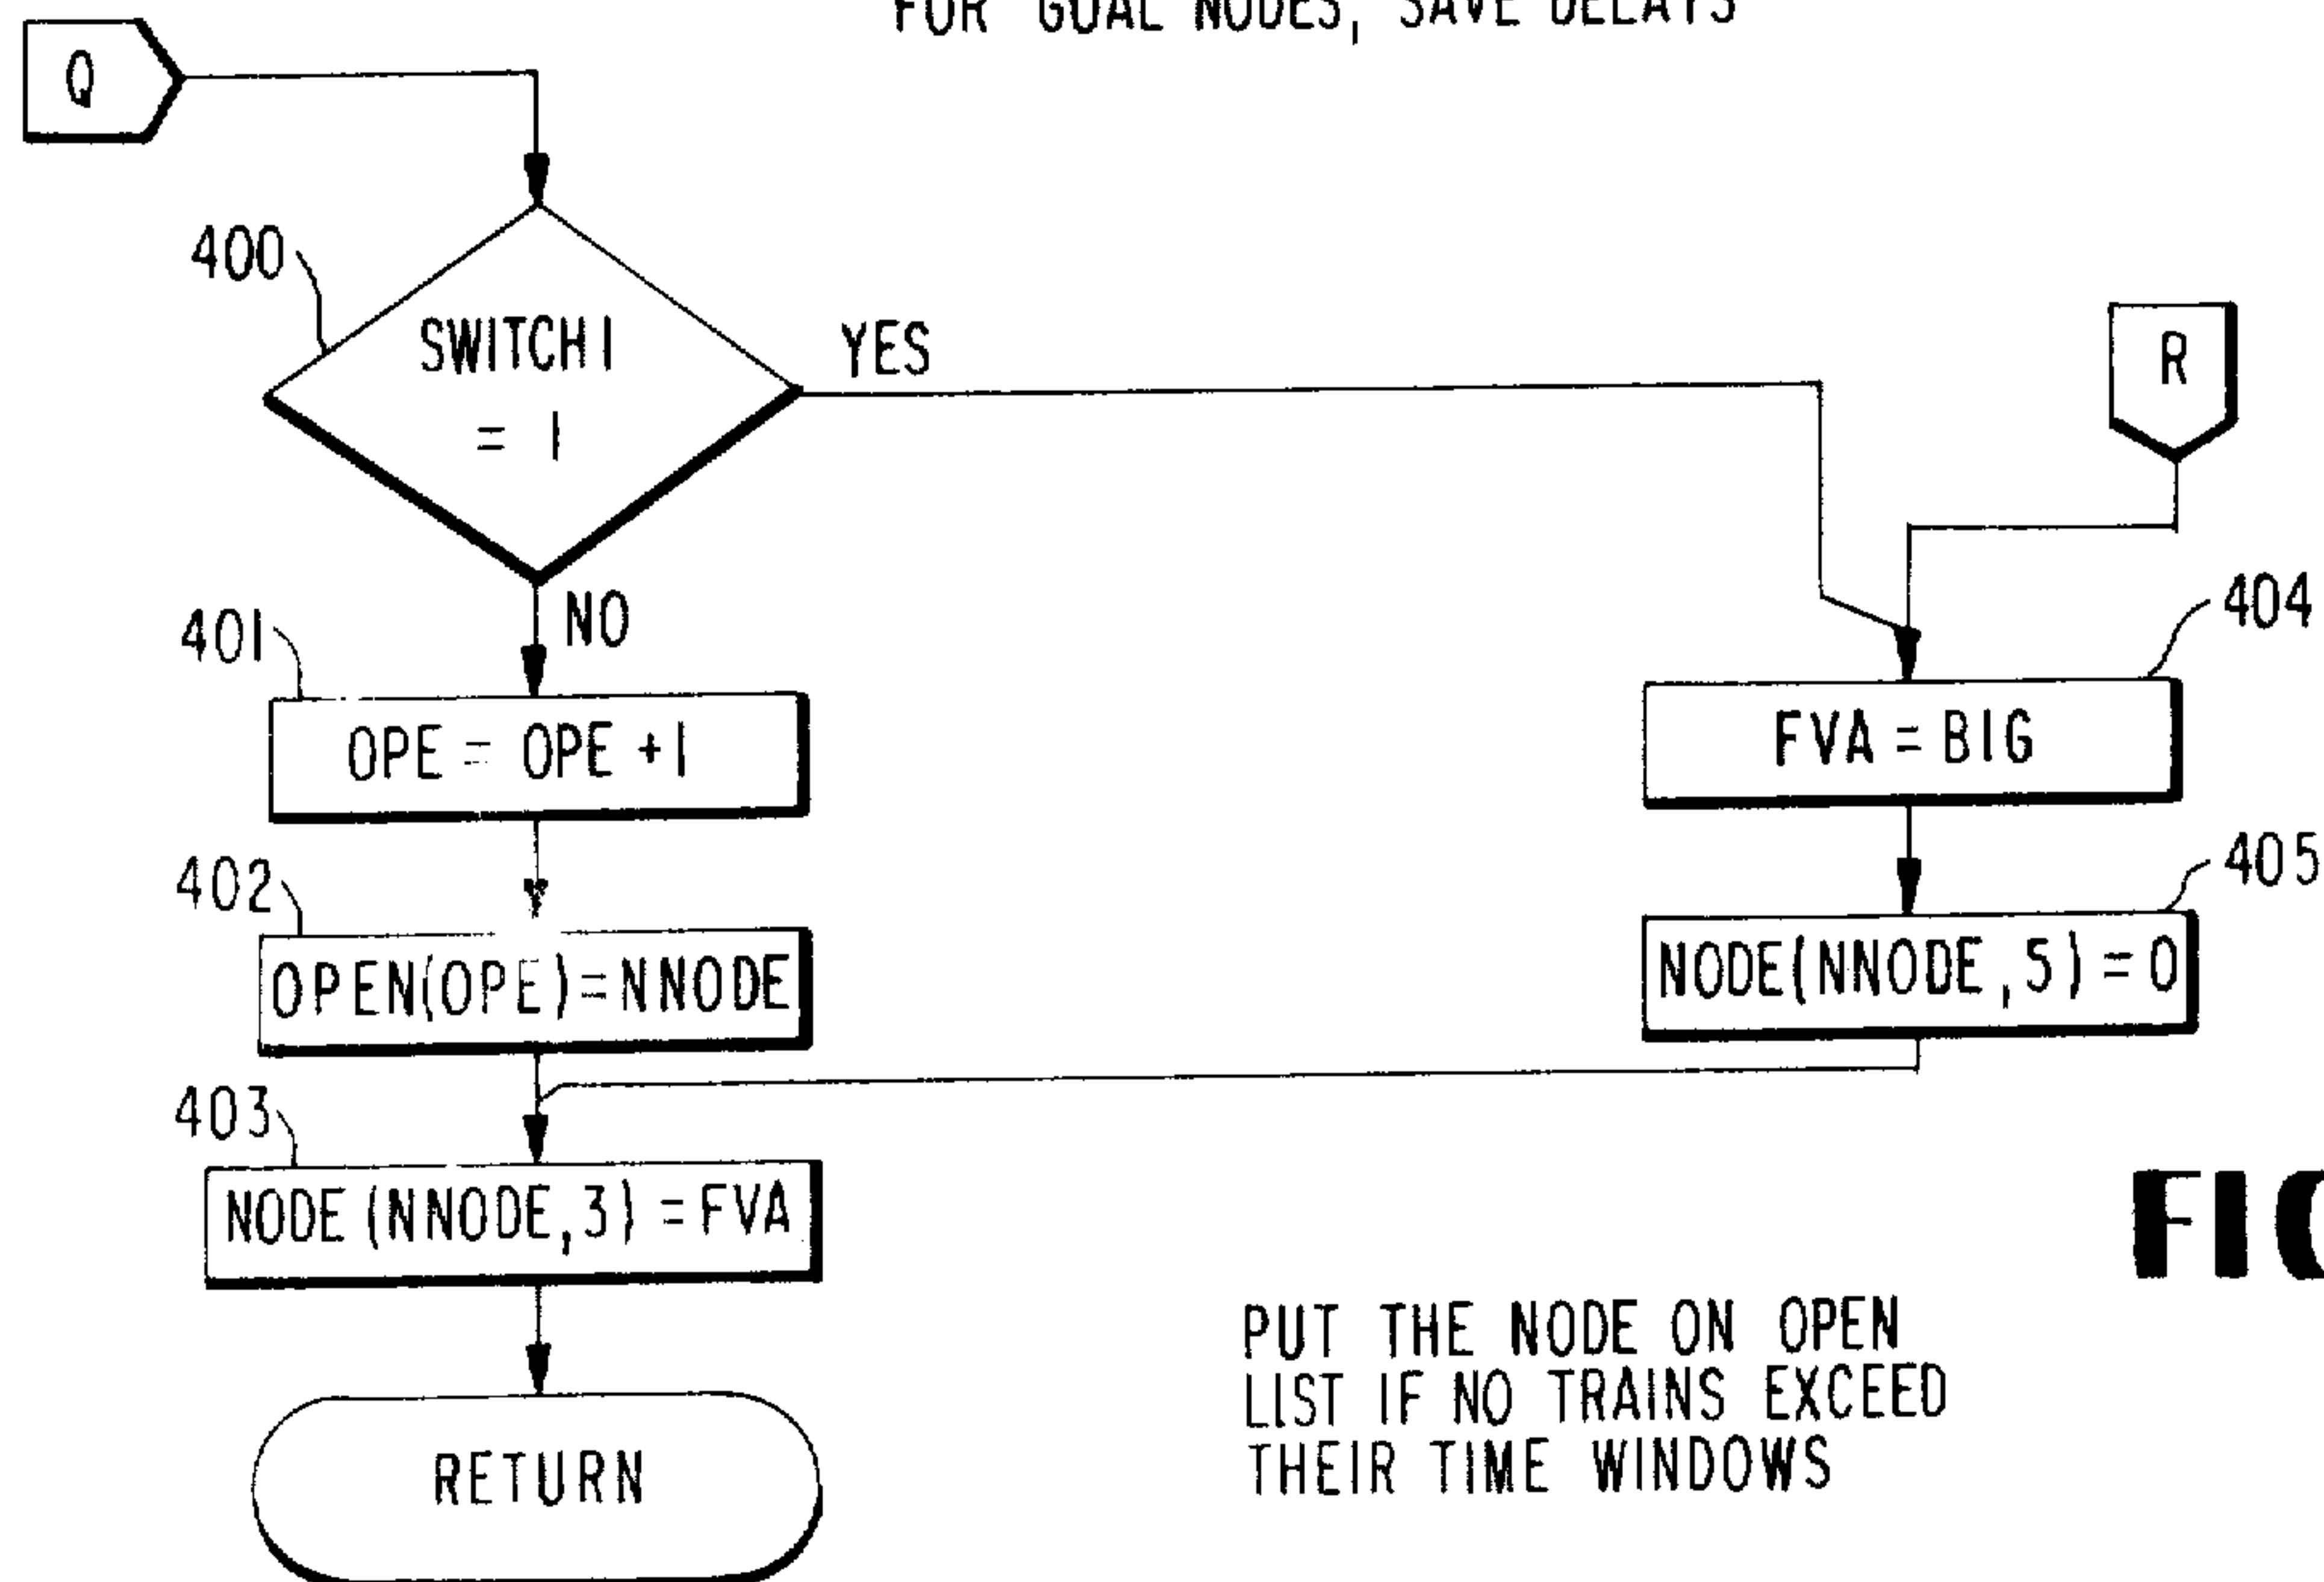 FOR GOAL NODES, SAVE DELAYS
Q
400
SWITCH1
= 1
YES
R
NO
401
OPE = OPE +1
404
FVA = BIG
402
OPEN(OPE)=NNODE
405
NODE(NNODE,5)=0
403
NODE(NNODE,3)=FVA
RETURN
PUT THE NODE ON OPEN
LIST IF NO TRAINS EXCEED
THEIR TIME WINDOWS